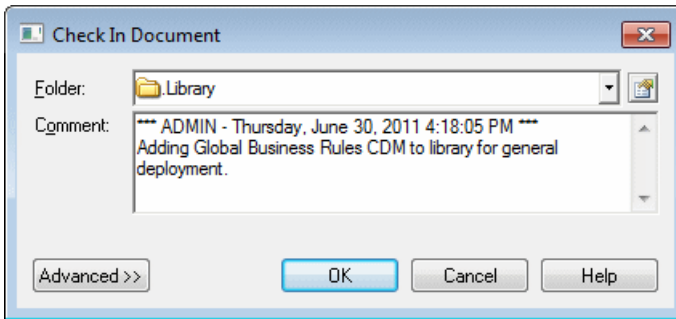 Check In Document
Folder:
.Library
Comment:
*** ADMIN - Thursday, June 30, 2011 4:18:05 PM ***
Adding Global Business Rules CDM to library for general
deployment.
Advanced >>
OK
Cancel
Help